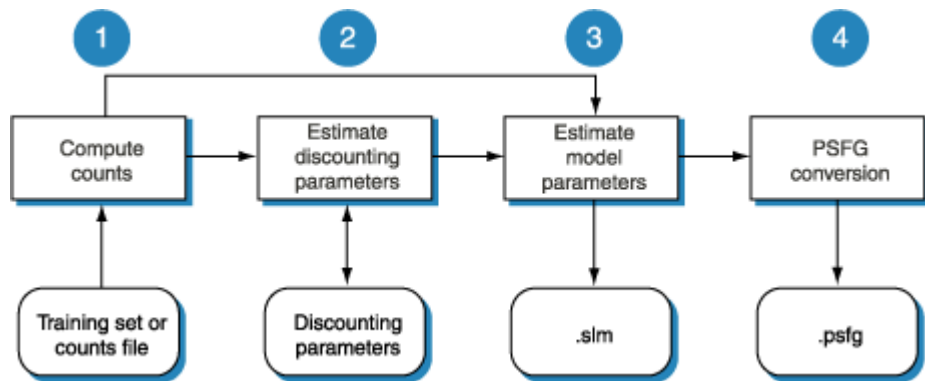 1
2
3
4
Compute
counts
Estimate
discounting
parameters
Estimate
model
parameters
PSFG
conversion
Training set or
counts file
Discounting
parameters
.slm
.psfg